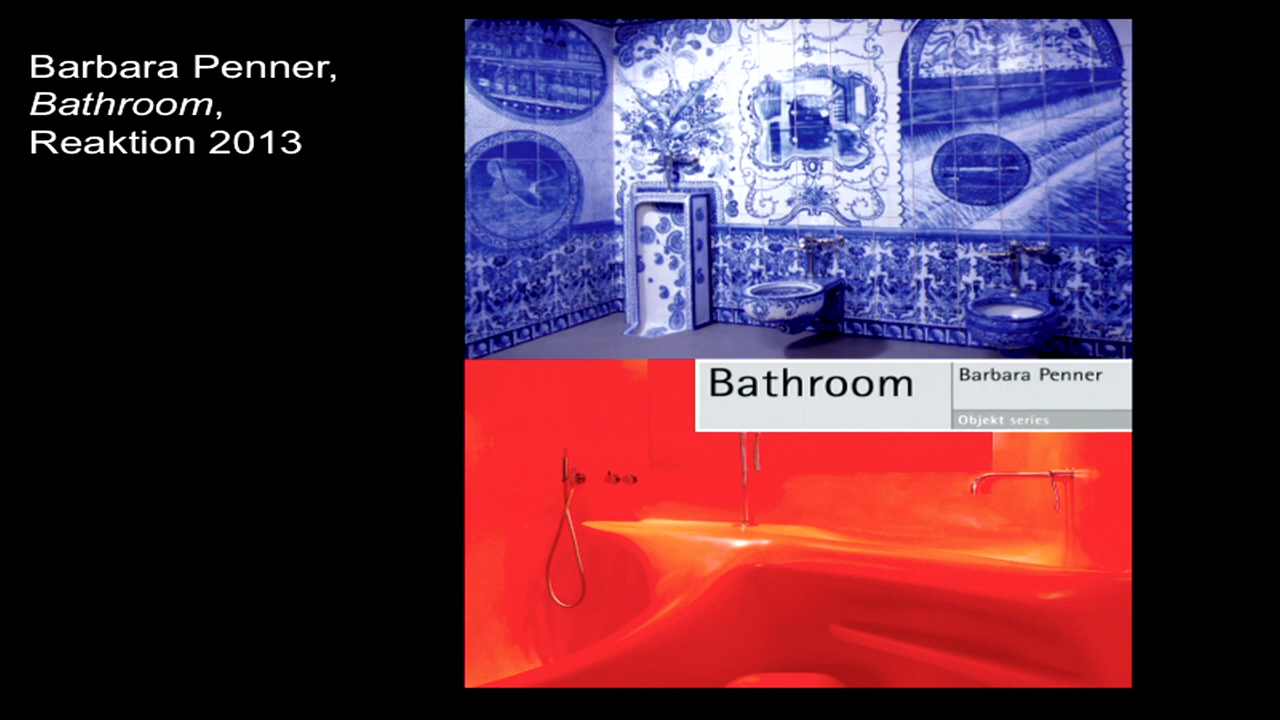 Barbara Penner,
Bathroom,
Reaktion 2013
Bathroom
Barbara Penner
Objekt series